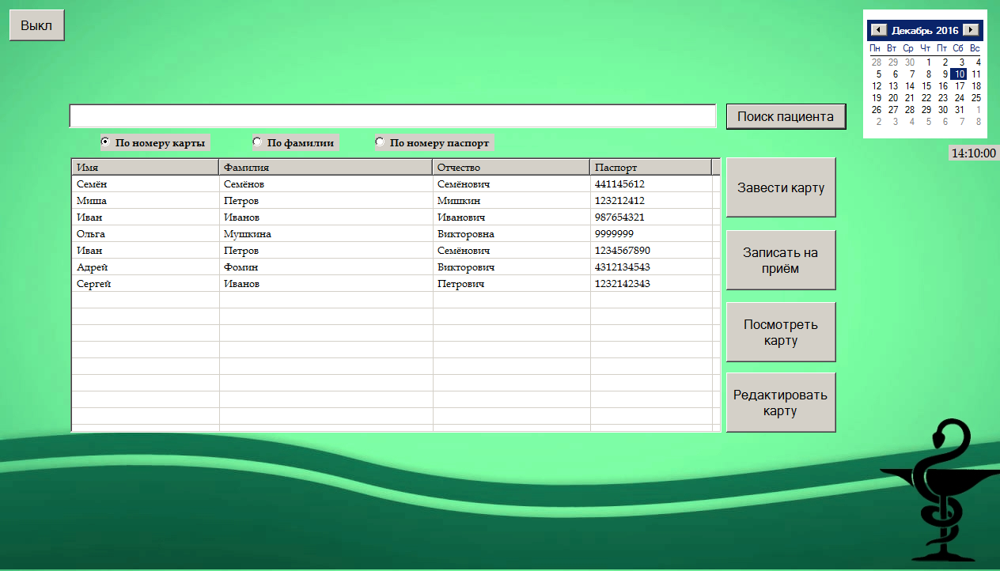 Выкл
Декабрь 2016
Пн Вт Ср Чт Пт Сб Вс
28 29 30 1 2 3 4
5 6 7 8 9 10 11
12 13 14 15 16 17 18
19 20 21 22 23 24 25
26 27 28 29 30 31 1
2 3 4 5 6 7 8
14:10:00
Поиск пациента
По номеру карты По фамилии По номеру паспорт
Имя Фамилия Отчество Паспорт
Семён Семёнов Семёнович 441145612
Миша Петров Мишкин 123212412
Иван Иванов Иванович 987654321
Ольга Мушкина Викторовна 9999999
Иван Петров Семёнович 1234567890
Адрей Фомин Викторович 4312134543
Сергей Иванов Петрович 1232142343
Завести карту
Записать на
приём
Посмотреть
карту
Редактировать
карту